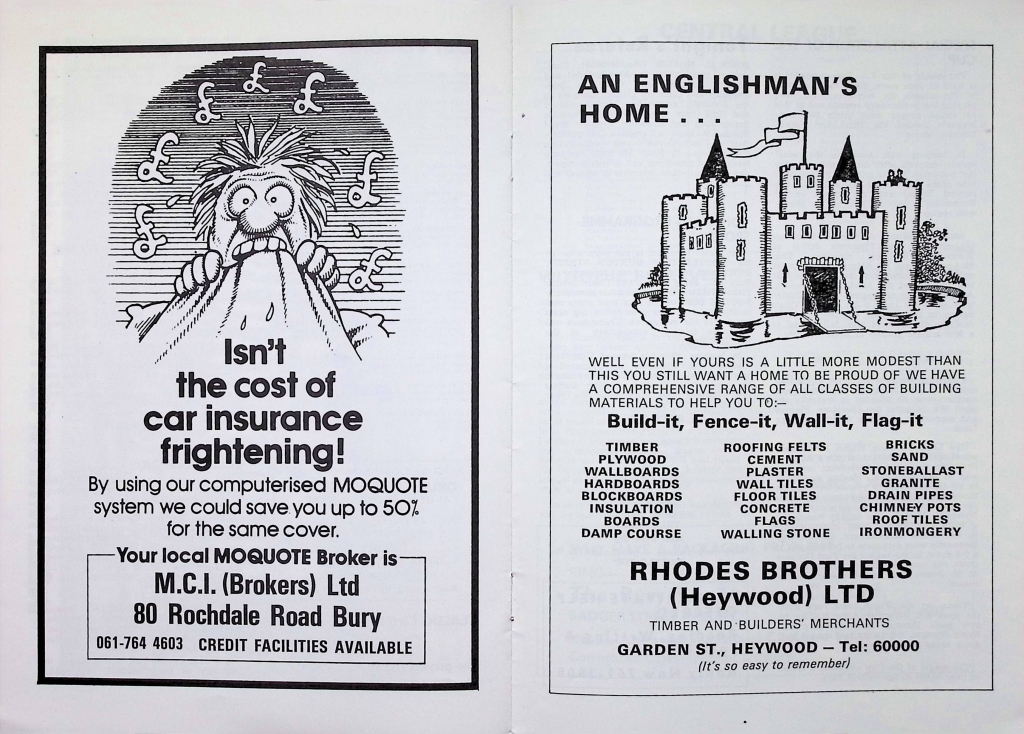 £
£
£
£
£
£
£
Isn't
the cost of
car insurance
frightening!
By using our computerised MOQUOTE
system we could save you up to 50%
for the same cover.
Your local MOQUOTE Broker is
M.C.I. (Brokers) Ltd
80 Rochdale Road Bury
061-764 4603 CREDIT FACILITIES AVAILABLE
AN ENGLISHMAN'S
HOME . . .
WELL EVEN IF YOURS IS A LITTLE MORE MODEST THAN
THIS YOU STILL WANT A HOME TO BE PROUD OF WE HAVE
A COMPREHENSIVE RANGE OF ALL CLASSES OF BUILDING
MATERIALS TO HELP YOU TO:—
Build-it, Fence-it, Wall-it, Flag-it
TIMBER
PLYWOOD
WALLBOARDS
HARDBOARDS
BLOCKBOARDS
INSULATION
BOARDS
DAMP COURSE
ROOFING FELTS
CEMENT
PLASTER
WALL TILES
FLOOR TILES
CONCRETE
FLAGS
WALLING STONE
BRICKS
SAND
STONEBALLAST
GRANITE
DRAIN PIPES
CHIMNEY POTS
ROOF TILES
IRONMONGERY
RHODES BROTHERS
(Heywood) LTD
TIMBER AND BUILDERS' MERCHANTS
GARDEN ST., HEYWOOD — Tel: 60000
(It's so easy to remember)